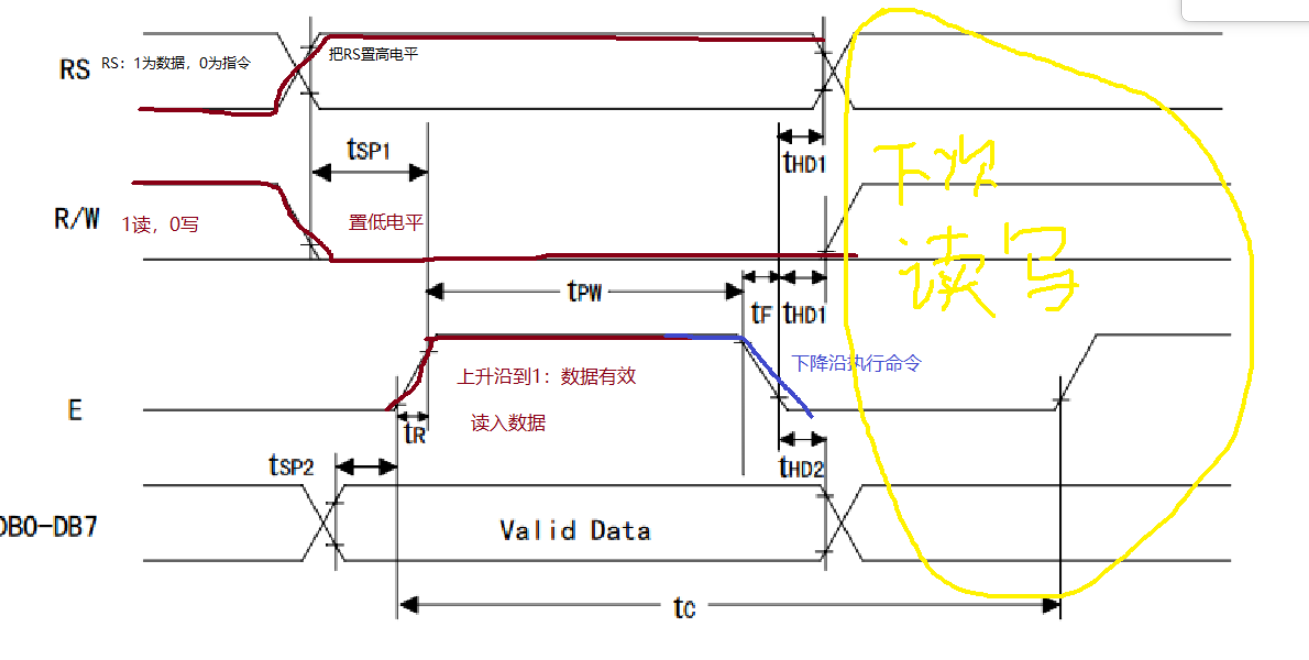 RS
RS：1为数据，0为指令
把RS置高电平
tSP1
tHD1
下次
R/W
1读，0写
置低电平
读写
tPW
tF
tHD1
下降沿执行命令
上升沿到1：数据有效
E
读入数据
tR
tSP2
tHD2
DB0-DB7
Valid Data
tC